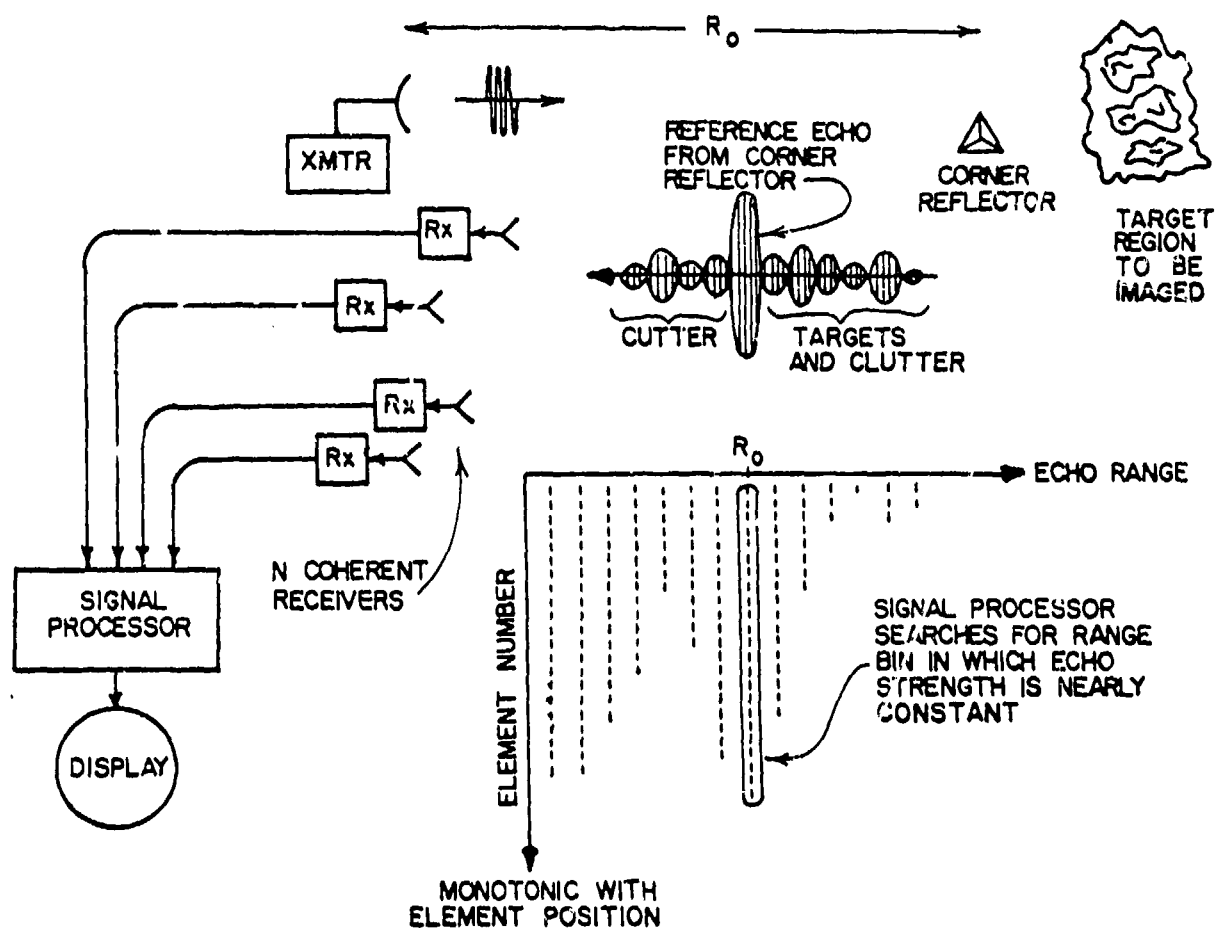 R₀
XMTR
REFERENCE ECHO
FROM CORNER
REFLECTOR
CORNER
REFLECTOR
TARGET
REGION
TO BE
IMAGED
Rx
Rx
Rx
Rx
CUTTER
TARGETS
AND CLUTTER
N COHERENT
RECEIVERS
SIGNAL
PROCESSOR
DISPLAY
R₀
ECHO RANGE
ELEMENT NUMBER
SIGNAL PROCESSOR
SEARCHES FOR RANGE
BIN IN WHICH ECHO
STRENGTH IS NEARLY
CONSTANT
MONOTONIC WITH
ELEMENT POSITION